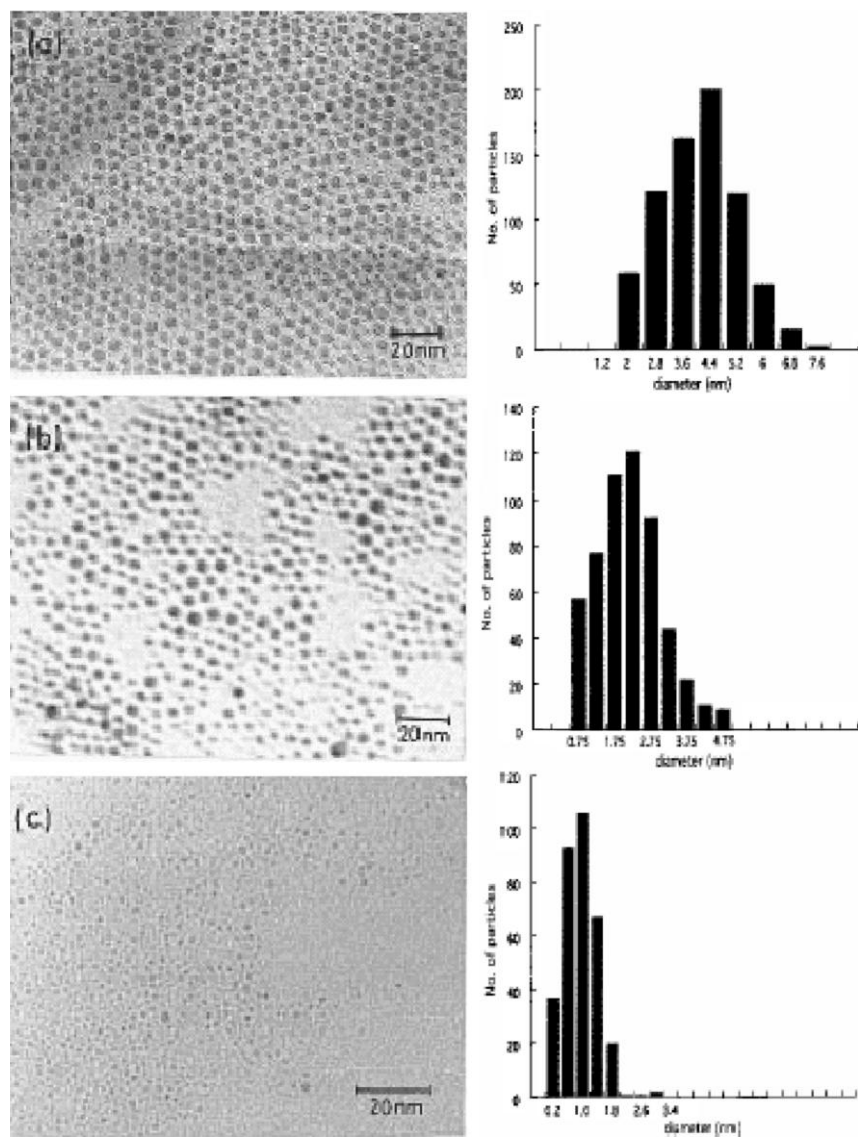 (a)
20nm
No. of particles
250
200
150
100
50
0
1.2 2 2.8 3.6 4.4 5.2 6 6.8 7.6
diameter (nm)
(b)
20nm
No. of particles
140
120
100
80
60
40
20
0
0.75 1.75 2.75 3.75 4.75
diameter (nm)
(c)
20nm
No. of particles
120
100
80
60
40
20
0
0.2 1.0 1.8 2.6 3.4
diameter (nm)